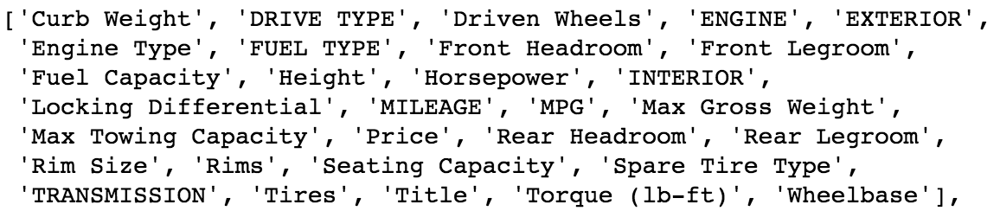 ['Curb Weight', 'DRIVE TYPE', 'Driven Wheels', 'ENGINE', 'EXTERIOR',
'Engine Type', 'FUEL TYPE', 'Front Headroom', 'Front Legroom',
'Fuel Capacity', 'Height', 'Horsepower', 'INTERIOR',
'Locking Differential', 'MILEAGE', 'MPG', 'Max Gross Weight',
'Max Towing Capacity', 'Price', 'Rear Headroom', 'Rear Legroom',
'Rim Size', 'Rims', 'Seating Capacity', 'Spare Tire Type',
'TRANSMISSION', 'Tires', 'Title', 'Torque (lb-ft)', 'Wheelbase'],